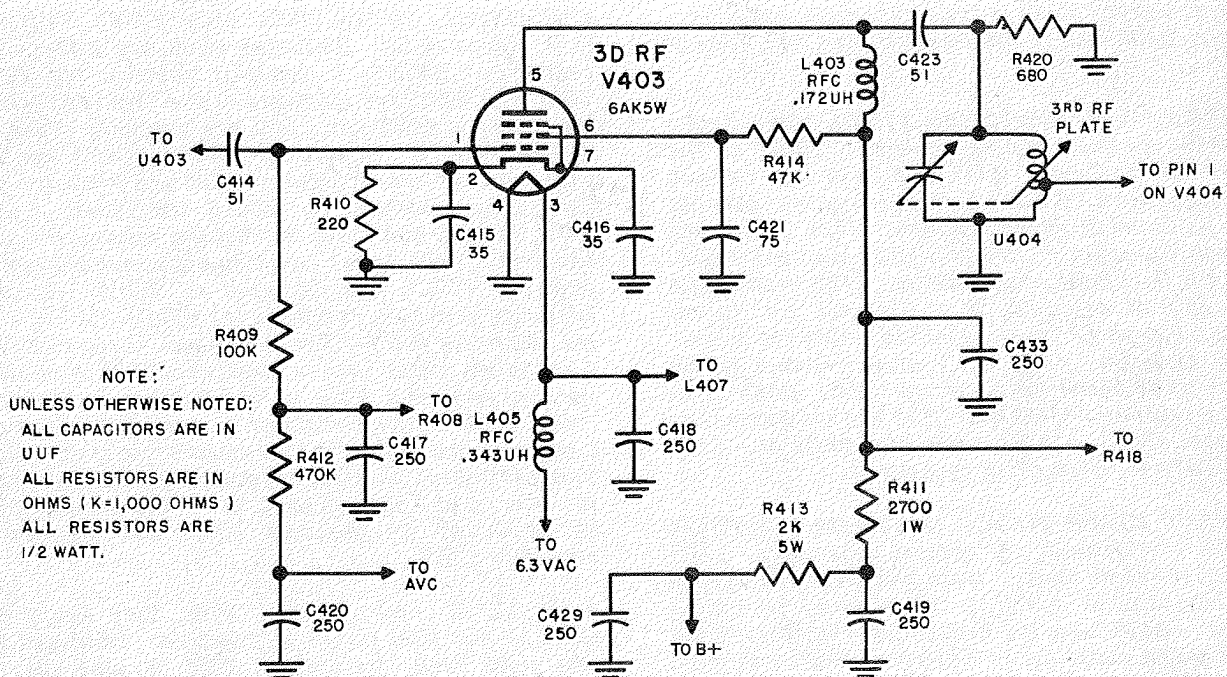 3D RF
V403
6AK5W
5
6
7
1
2
4
3
TO
U403
C414
51
R410
220
C415
35
C416
35
C421
75
R414
47K
L403
RFC
.172UH
C423
51
R420
680
3RD RF
PLATE
TO PIN 1
ON V404
U404
R409
100K
NOTE:
UNLESS OTHERWISE NOTED:
ALL CAPACITORS ARE IN
UUF
ALL RESISTORS ARE IN
OHMS (K=1,000 OHMS)
ALL RESISTORS ARE
1/2 WATT.
TO
R408
R412
470K
C417
250
L405
RFC
.343UH
TO
L407
C418
250
C433
250
TO
R418
R411
2700
1W
R413
2K
5W
TO
6.3 VAC
TO
AVC
C420
250
C429
250
TO B+
C419
250